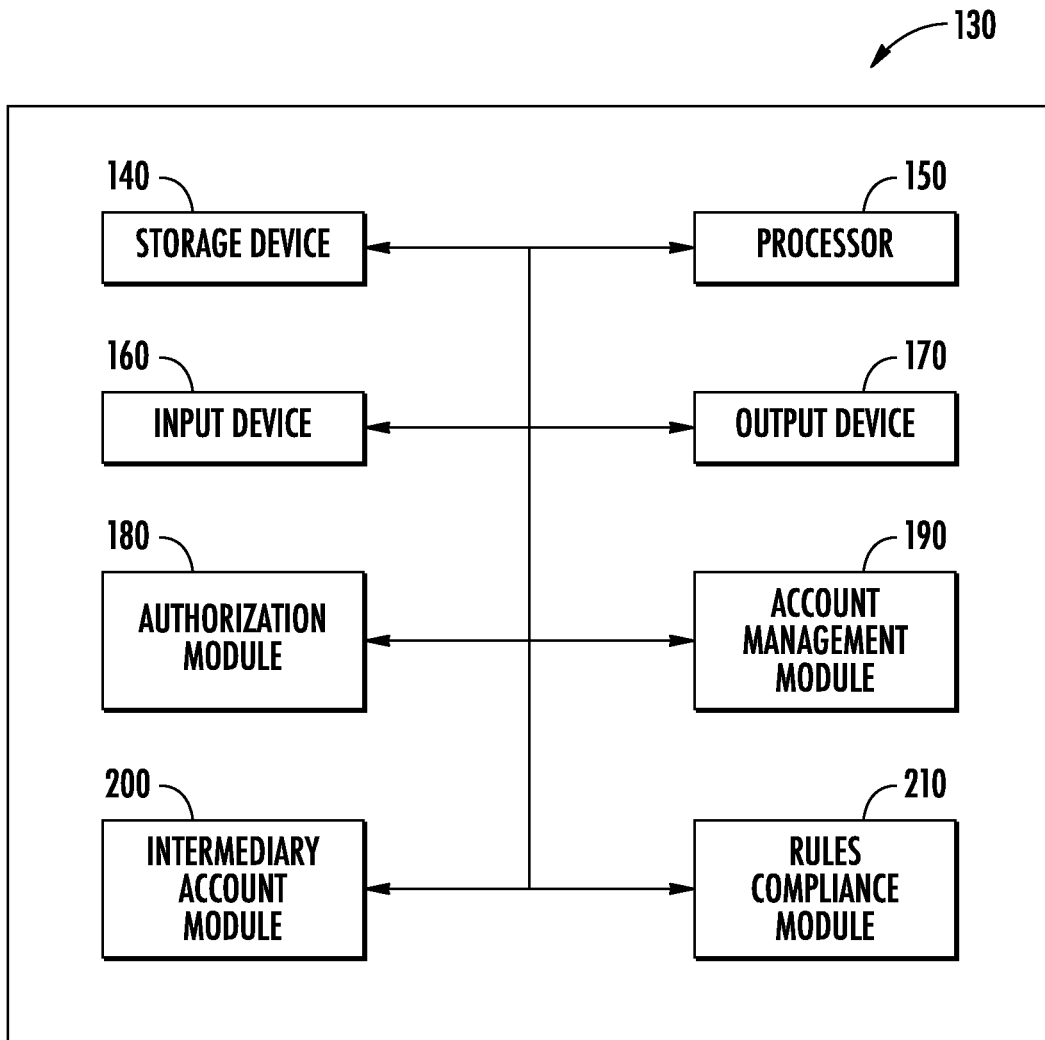 130
140
150
STORAGE DEVICE
PROCESSOR
160
170
INPUT DEVICE
OUTPUT DEVICE
180
190
AUTHORIZATION
MODULE
ACCOUNT
MANAGEMENT
MODULE
200
210
INTERMEDIARY
ACCOUNT
MODULE
RULES
COMPLIANCE
MODULE